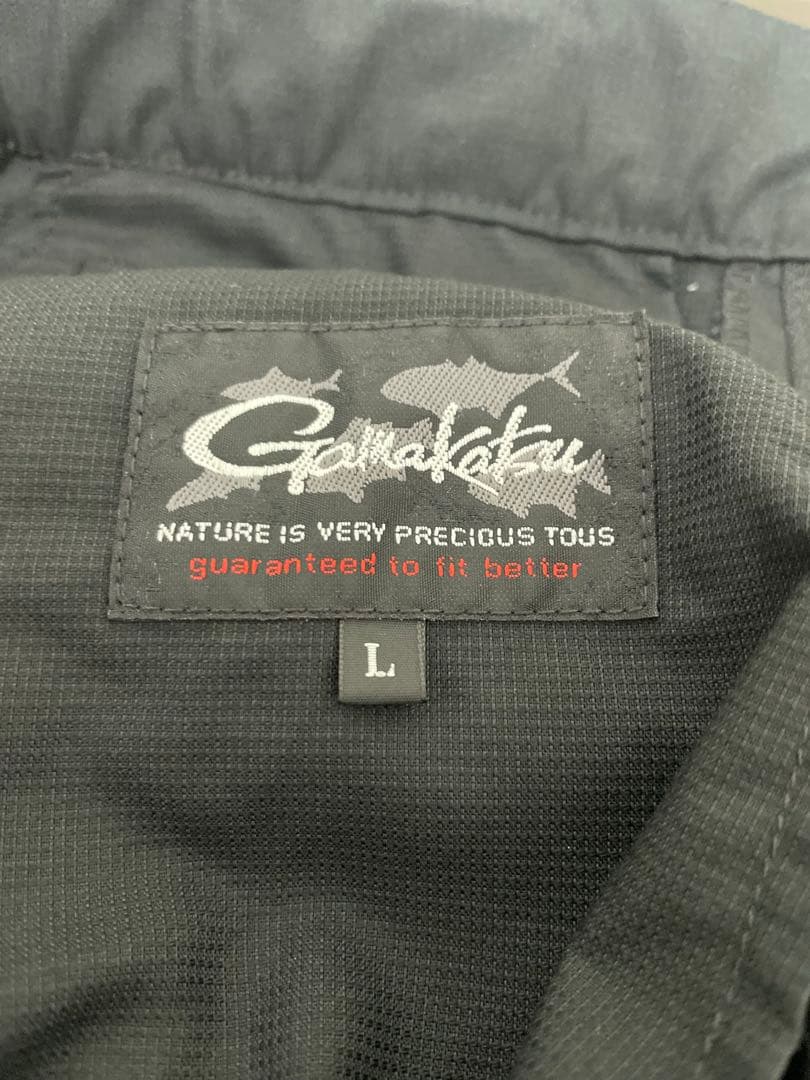 Gamakatsu
NATURE IS VERY PRECIOUS TOUS
guaranteed to fit better
L